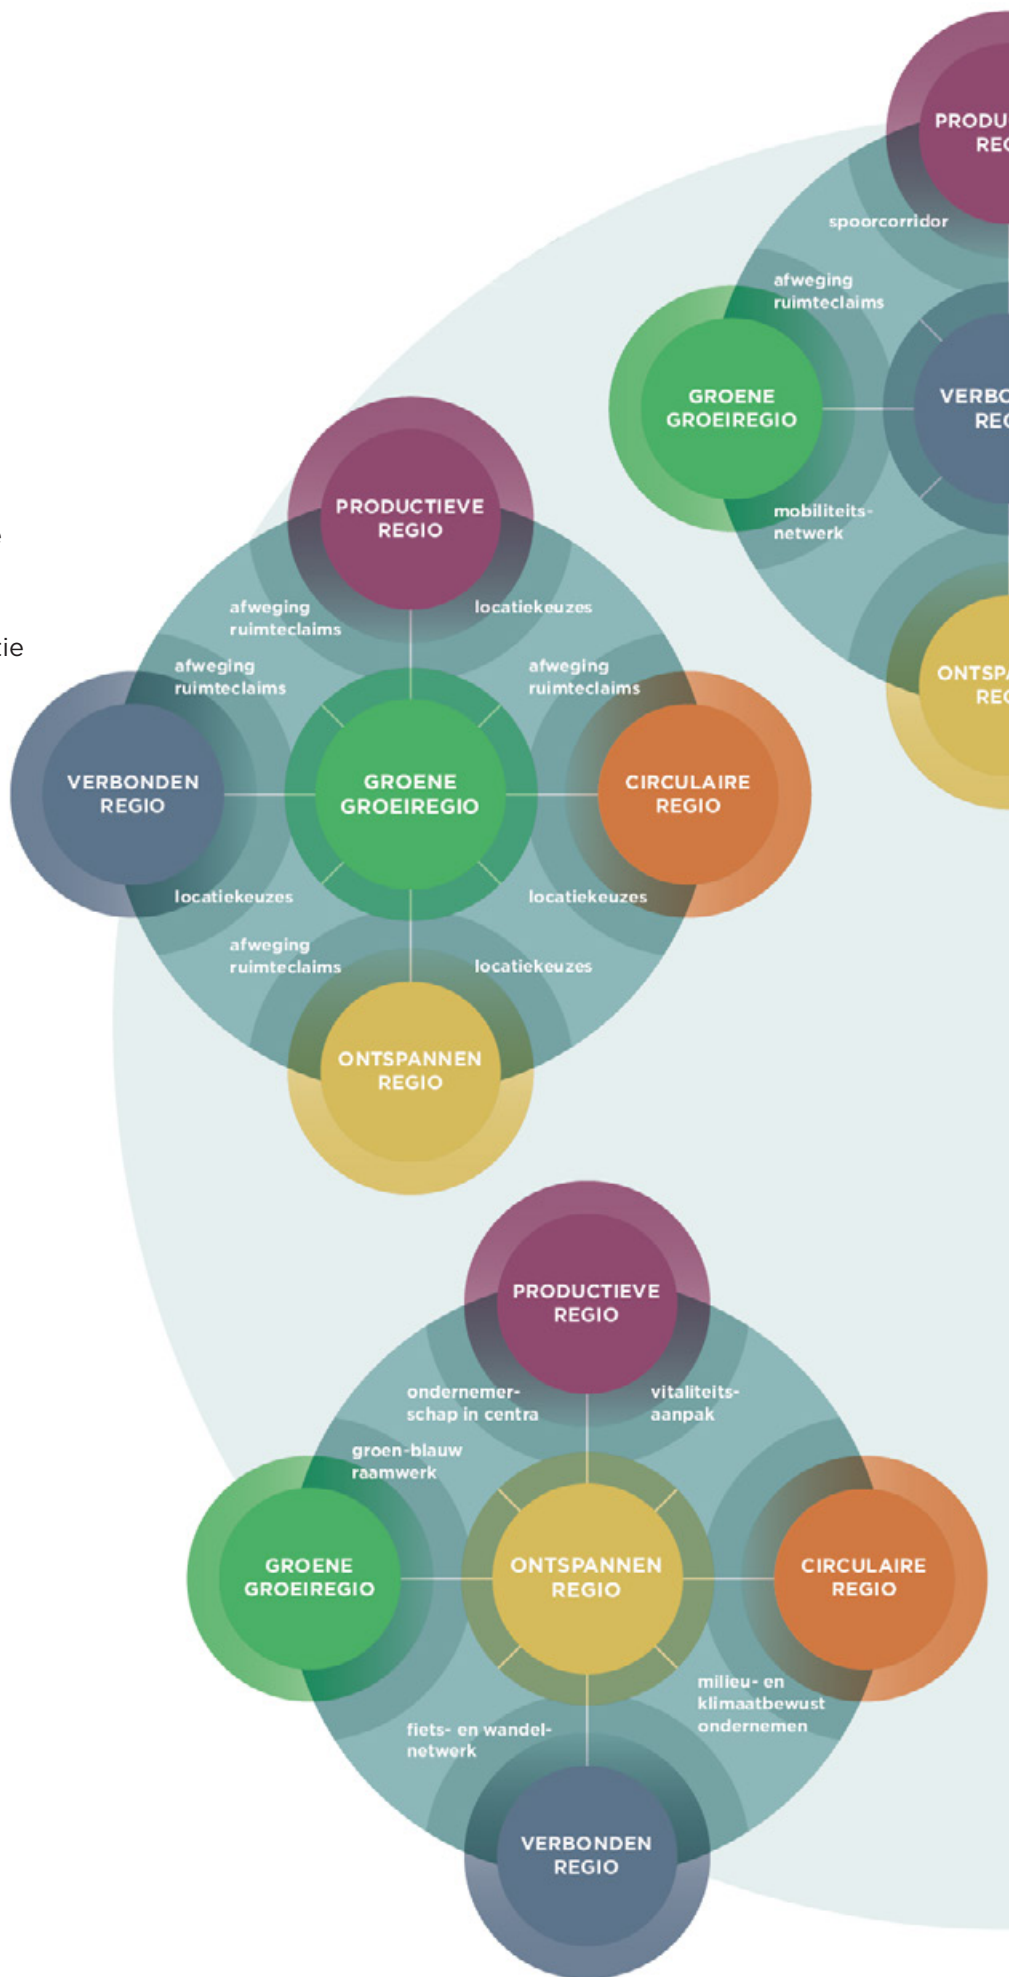 PRODU
REG
spoorcorridor
afweging
ruimteclaims
GROENE
GROEIREGIO
VERBO
REG
mobiliteits-
netwerk
ONTSPA
REG
tie
PRODUCTIEVE
REGIO
afweging
ruimteclaims
locatiekeuzes
afweging
ruimteclaims
afweging
ruimteclaims
VERBONDEN
REGIO
GROENE
GROEIREGIO
CIRCULAIRE
REGIO
locatiekeuzes
locatiekeuzes
afweging
ruimteclaims
locatiekeuzes
ONTSPANNEN
REGIO
PRODUCTIEVE
REGIO
ondernemer-
schap in centra
vitaliteits-
aanpak
groen-blauw
raamwerk
GROENE
GROEIREGIO
ONTSPANNEN
REGIO
CIRCULAIRE
REGIO
milieu- en
klimaatbewust
ondernemen
fiets- en wandel-
netwerk
VERBONDEN
REGIO